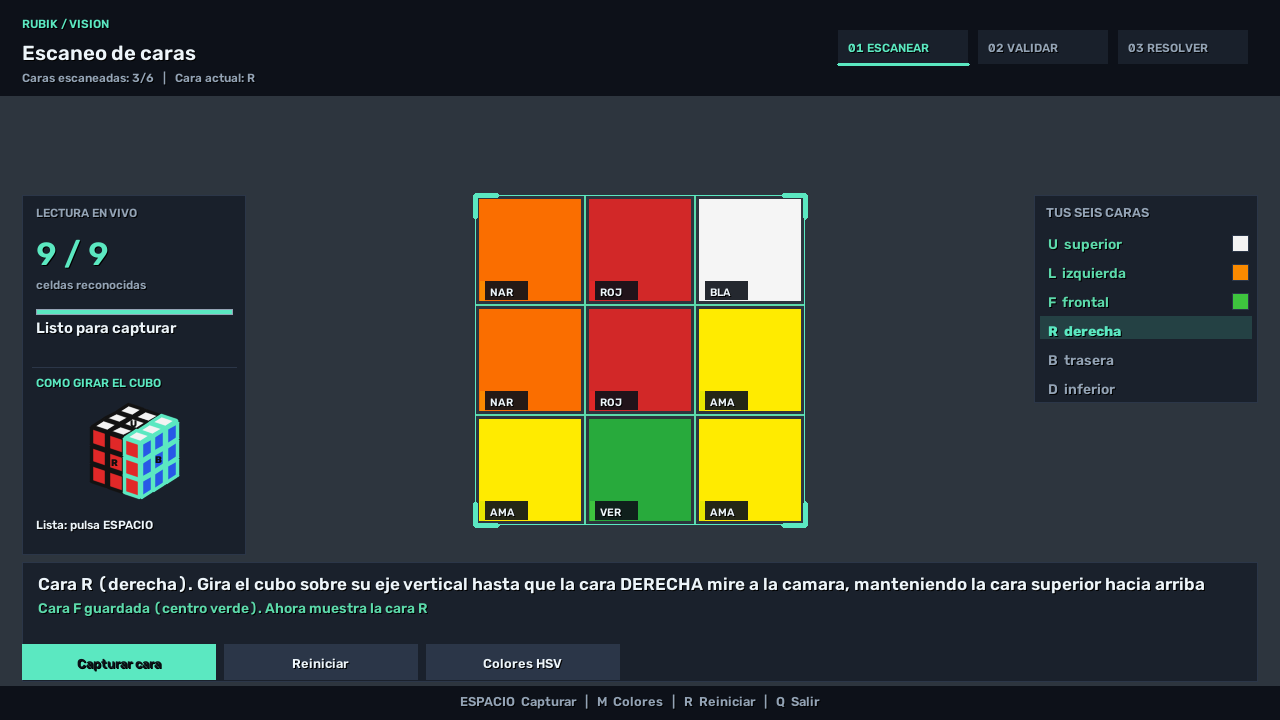 RUBIK / VISION
Escaneo de caras
Caras escaneadas: 3/6 | Cara actual: R
01 ESCANEAR
02 VALIDAR
03 RESOLVER
LECTURA EN VIVO
9 / 9
celdas reconocidas
Listo para capturar
COMO GIRAR EL CUBO
U
R
B
Lista: pulsa ESPACIO
NAR
ROJ
BLA
NAR
ROJ
AMA
AMA
VER
AMA
TUS SEIS CARAS
U superior
L izquierda
F frontal
R derecha
B trasera
D inferior
Cara R (derecha). Gira el cubo sobre su eje vertical hasta que la cara DERECHA mire a la camara, manteniendo la cara superior hacia arriba
Cara F guardada (centro verde). Ahora muestra la cara R
Capturar cara
Reiniciar
Colores HSV
ESPACIO Capturar | M Colores | R Reiniciar | Q Salir